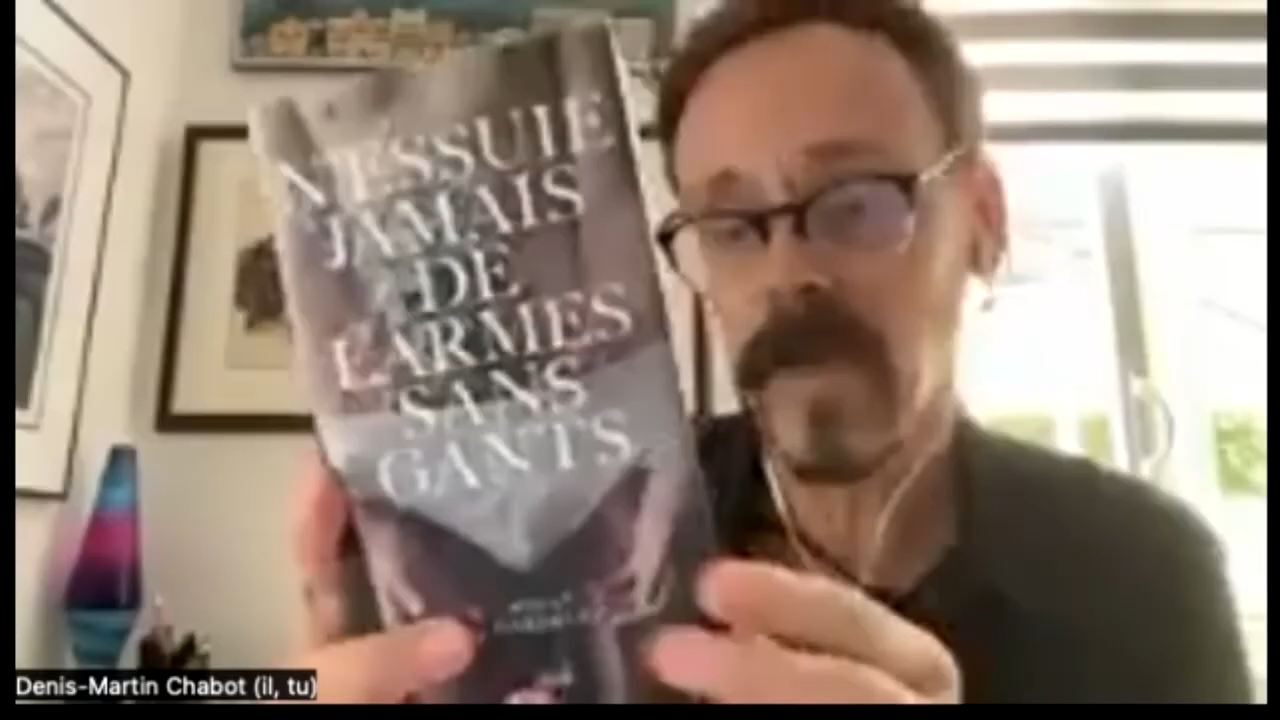 N'ESSUIE
JAMAIS
DE
LARMES
SANS
GANTS
Denis-Martin Chabot (il, tu)